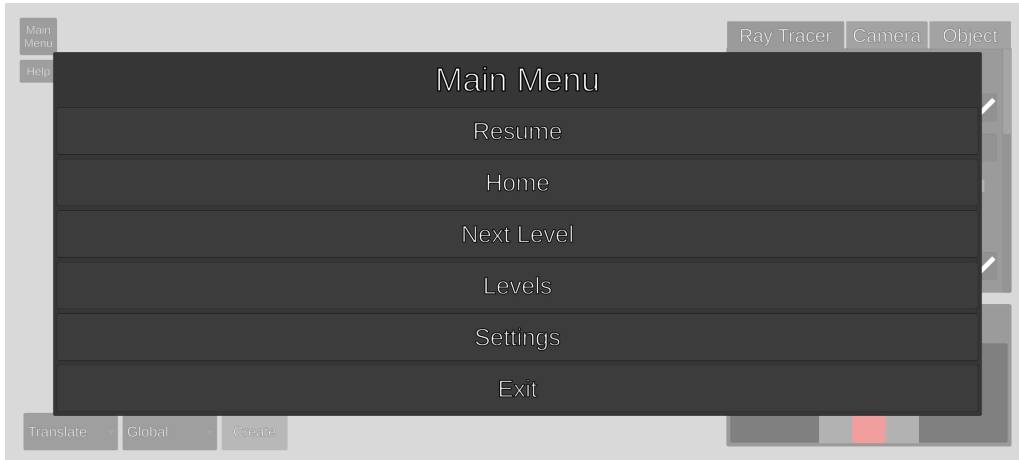 Main
Menu
Help
Ray Tracer
Camera
Object
Main Menu
Resume
Home
Next Level
Levels
Settings
Exit
Translate
Global
Create